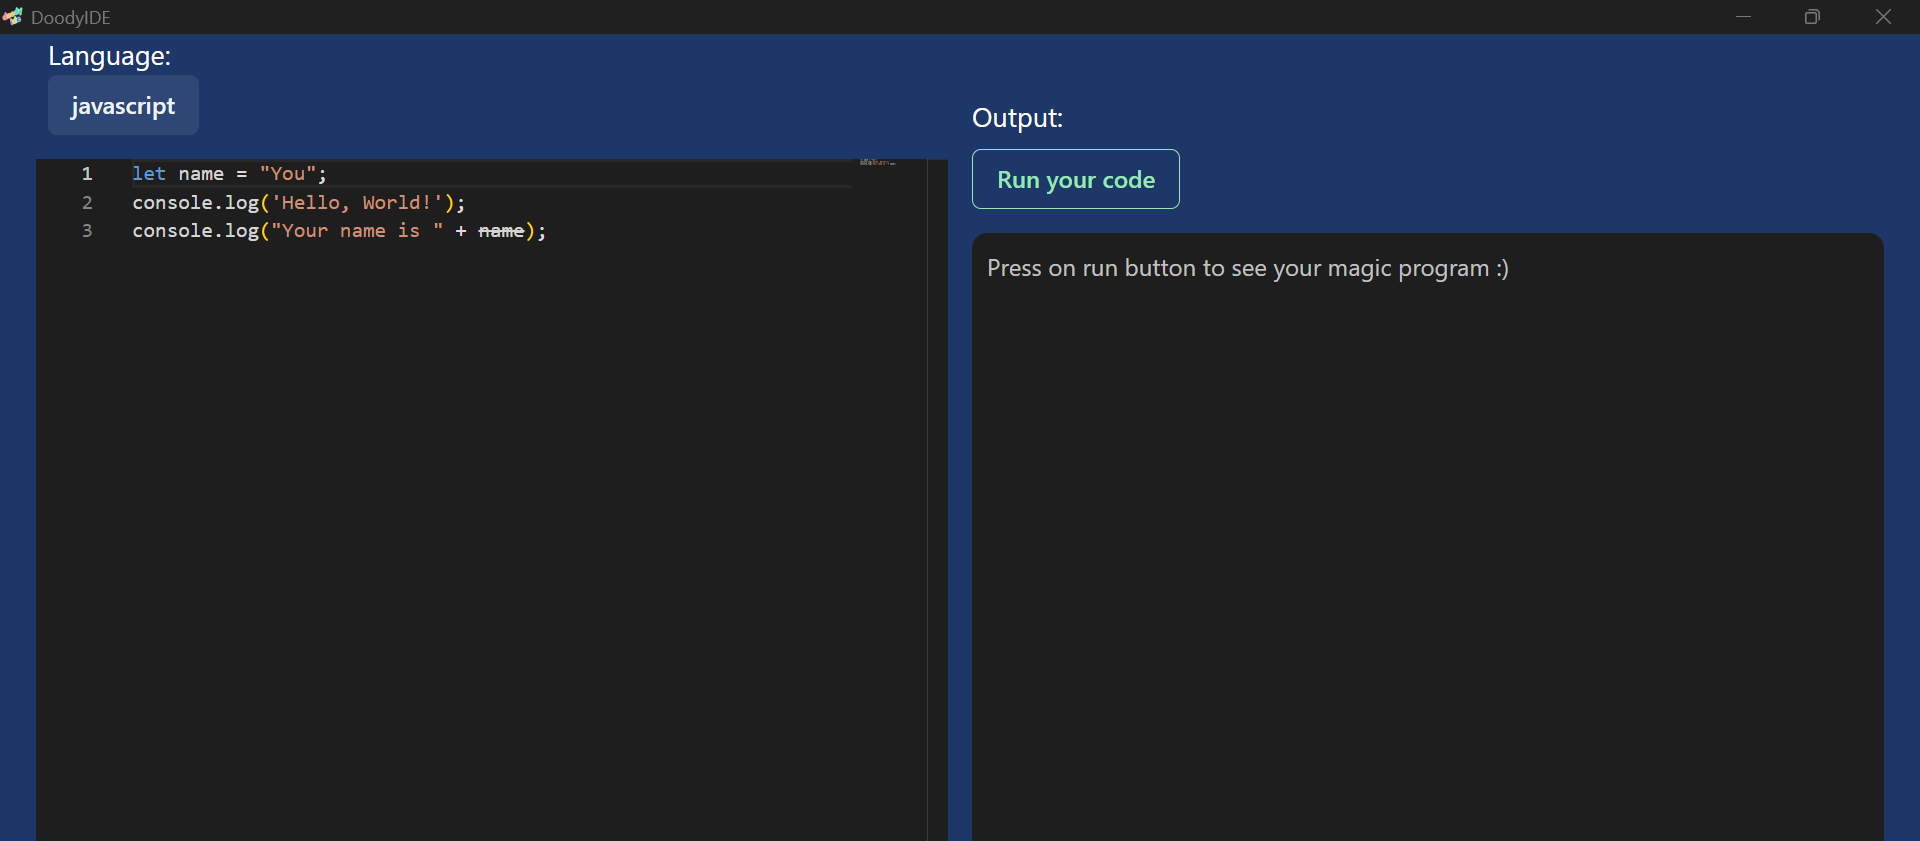 DoodyIDE
Language:
javascript
1 let name = "You";
2 console.log('Hello, World!');
3 console.log("Your name is " + name);
Output:
Run your code
Press on run button to see your magic program :)